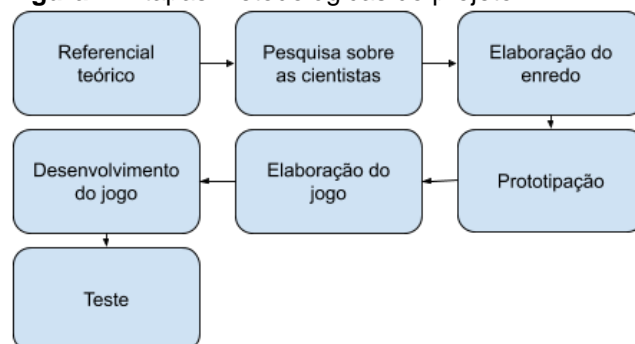 Referencial
teórico
Pesquisa sobre
as cientistas
Elaboração do
enredo
Prototipação
Elaboração do
jogo
Desenvolvimento
do jogo
Teste